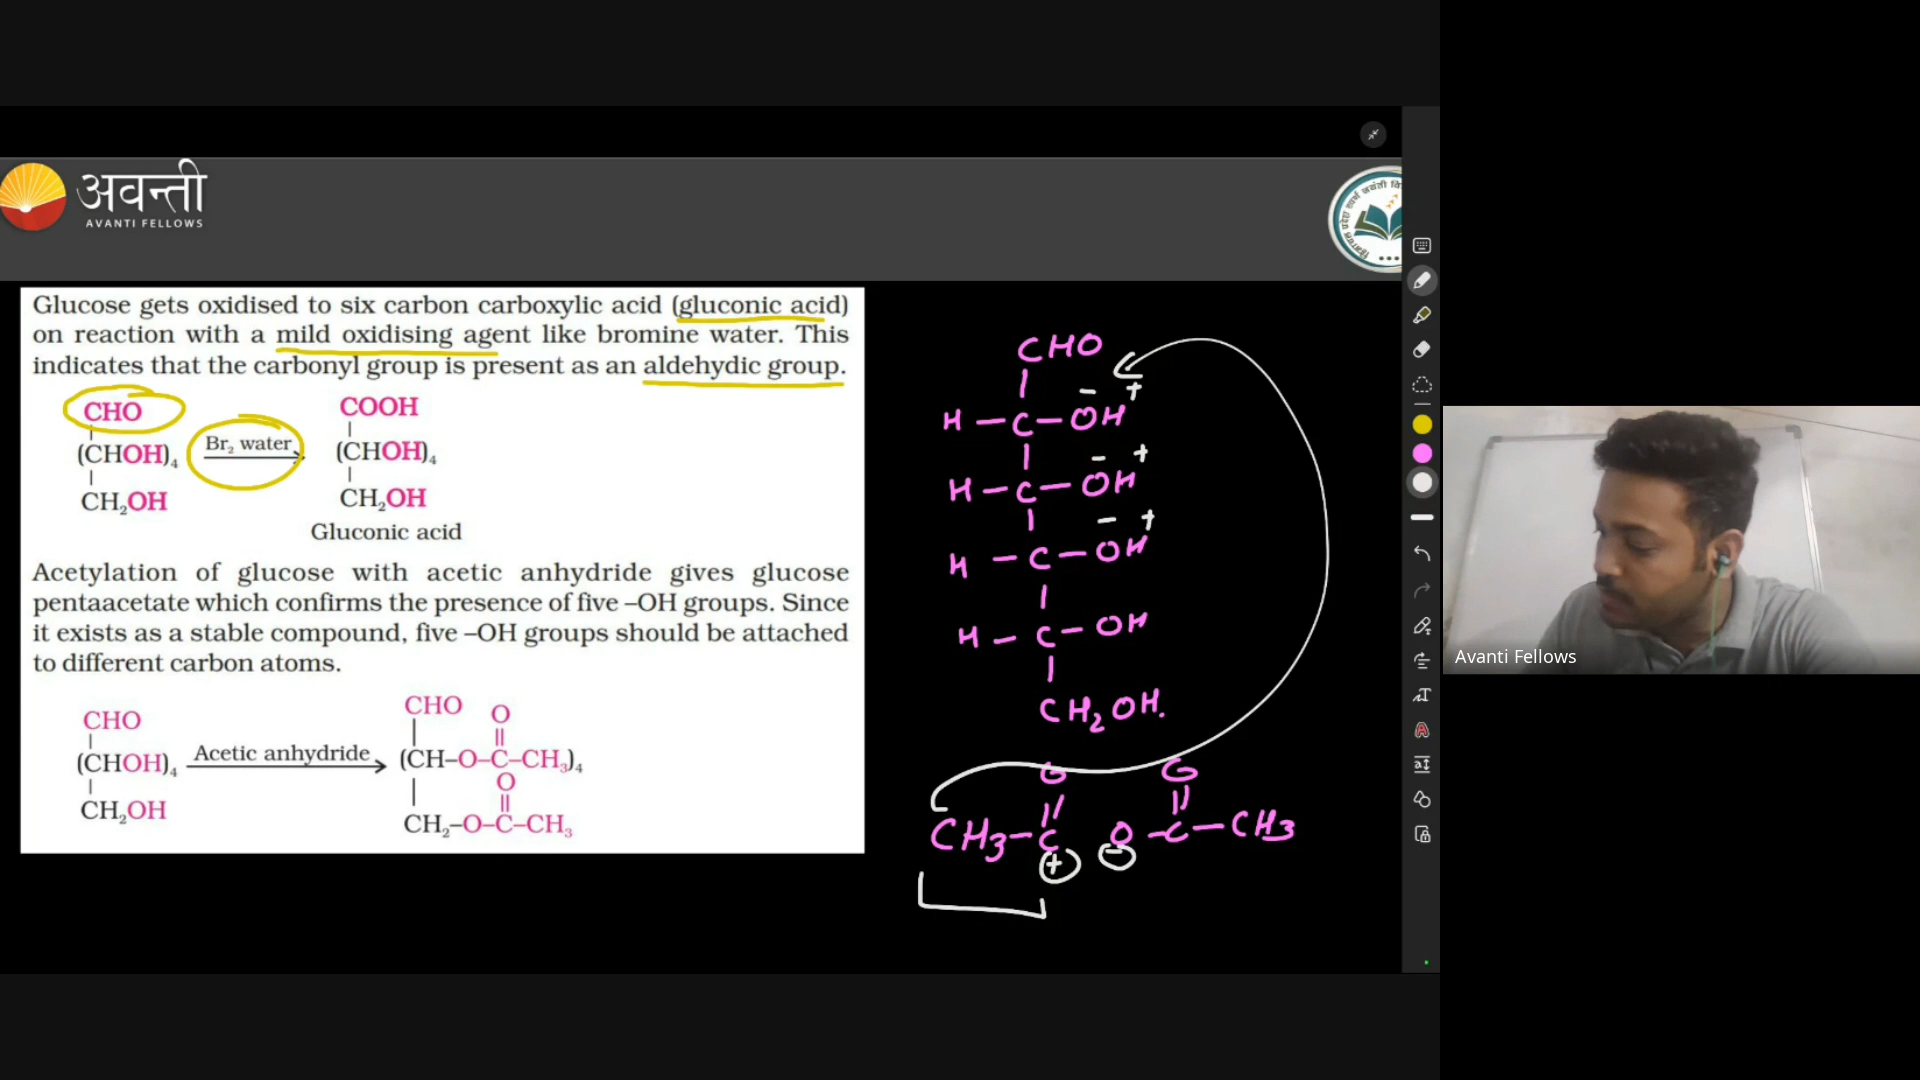 अवन्ती
AVANTI FELLOWS
Glucose gets oxidised to six carbon carboxylic acid (gluconic acid)
on reaction with a mild oxidising agent like bromine water. This
indicates that the carbonyl group is present as an aldehydic group.
CHO
(CHOH)₄
CH₂OH
Br₂ water
COOH
(CHOH)₄
CH₂OH
Gluconic acid
Acetylation of glucose with acetic anhydride gives glucose
pentaacetate which confirms the presence of five –OH groups. Since
it exists as a stable compound, five –OH groups should be attached
to different carbon atoms.
CHO
(CHOH)₄
CH₂OH
Acetic anhydride
CHO
O
||
(CH–O–C–CH₃)₄
O
||
CH₂–O–C–CH₃
CHO
- +
H – C – OH
- +
H – C – OH
- +
H – C – OH
H – C – OH
CH₂OH.
O O
|| ||
CH3–C O–C–CH3
+ -
Avanti Fellows